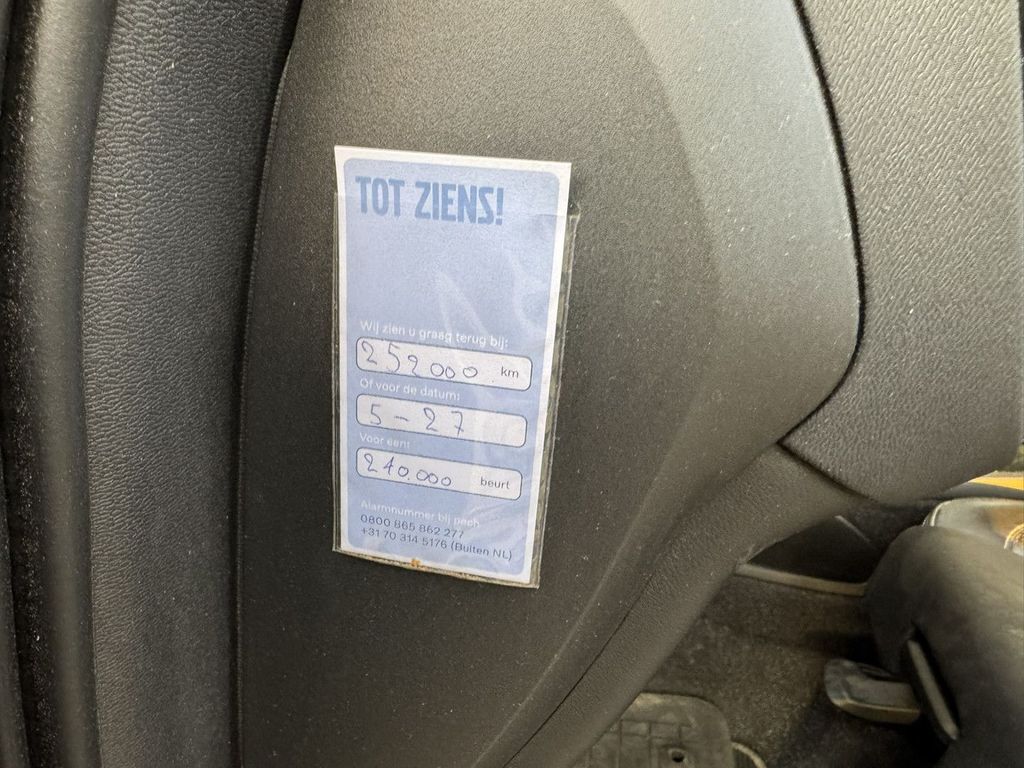 TOT ZIENS!
Wij zien u graag terug bij:
252000 km
Of voor de datum:
5-27
Voor een:
240.000 beurt
Alarmnummer bij pech
0800 865 862 277
+31 70 314 5176 (Buiten NL)